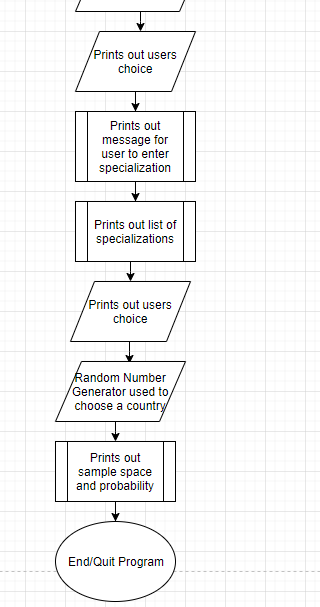 Prints out users
choice
Prints out
message for
user to enter
specialization
Prints out list of
specializations
Prints out users
choice
Random Number
Generator used to
choose a country
Prints out
sample space
and probability
End/Quit Program